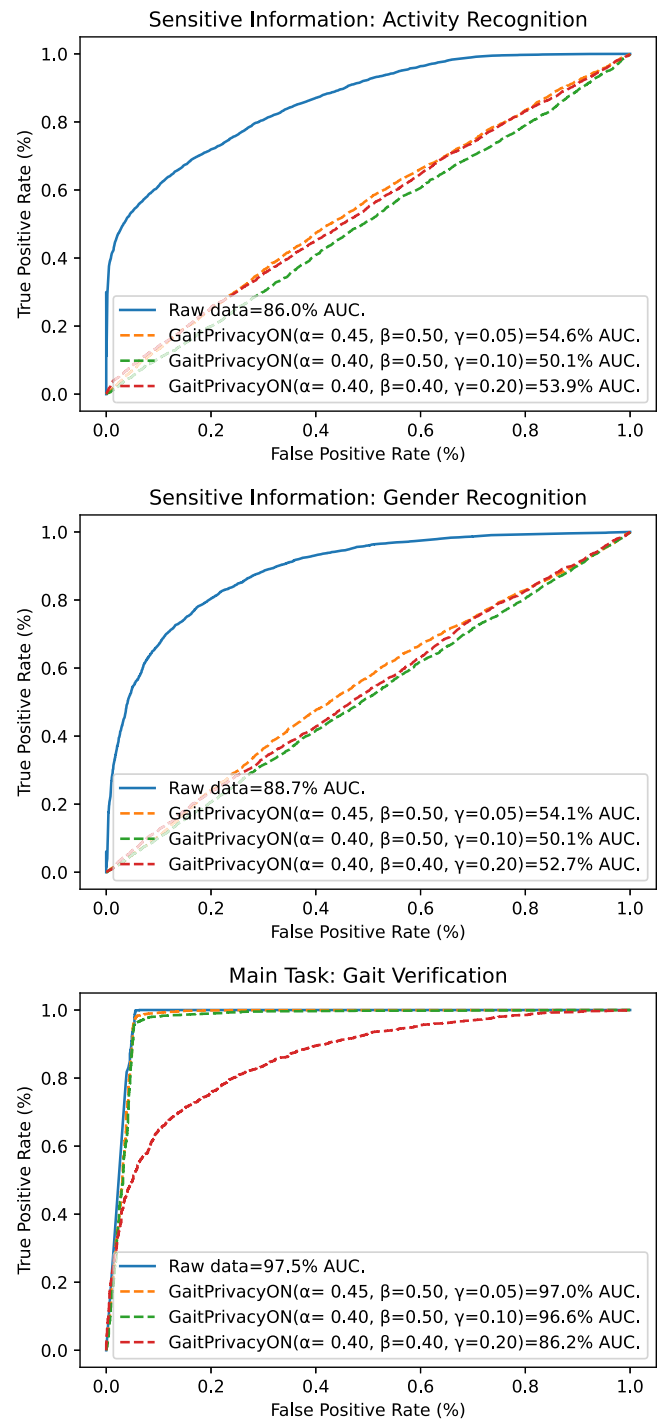 Sensitive Information: Activity Recognition
1.0
0.8
0.6
0.4
0.2
0.0
True Positive Rate (%)
Raw data=86.0% AUC.
GaitPrivacyON(α= 0.45, β=0.50, γ=0.05)=54.6% AUC.
GaitPrivacyON(α= 0.40, β=0.50, γ=0.10)=50.1% AUC.
GaitPrivacyON(α= 0.40, β=0.40, γ=0.20)=53.9% AUC.
0.0 0.2 0.4 0.6 0.8 1.0
False Positive Rate (%)
Sensitive Information: Gender Recognition
1.0
0.8
0.6
0.4
0.2
0.0
True Positive Rate (%)
Raw data=88.7% AUC.
GaitPrivacyON(α= 0.45, β=0.50, γ=0.05)=54.1% AUC.
GaitPrivacyON(α= 0.40, β=0.50, γ=0.10)=50.1% AUC.
GaitPrivacyON(α= 0.40, β=0.40, γ=0.20)=52.7% AUC.
0.0 0.2 0.4 0.6 0.8 1.0
False Positive Rate (%)
Main Task: Gait Verification
1.0
0.8
0.6
0.4
0.2
0.0
True Positive Rate (%)
Raw data=97.5% AUC.
GaitPrivacyON(α= 0.45, β=0.50, γ=0.05)=97.0% AUC.
GaitPrivacyON(α= 0.40, β=0.50, γ=0.10)=96.6% AUC.
GaitPrivacyON(α= 0.40, β=0.40, γ=0.20)=86.2% AUC.
0.0 0.2 0.4 0.6 0.8 1.0
False Positive Rate (%)